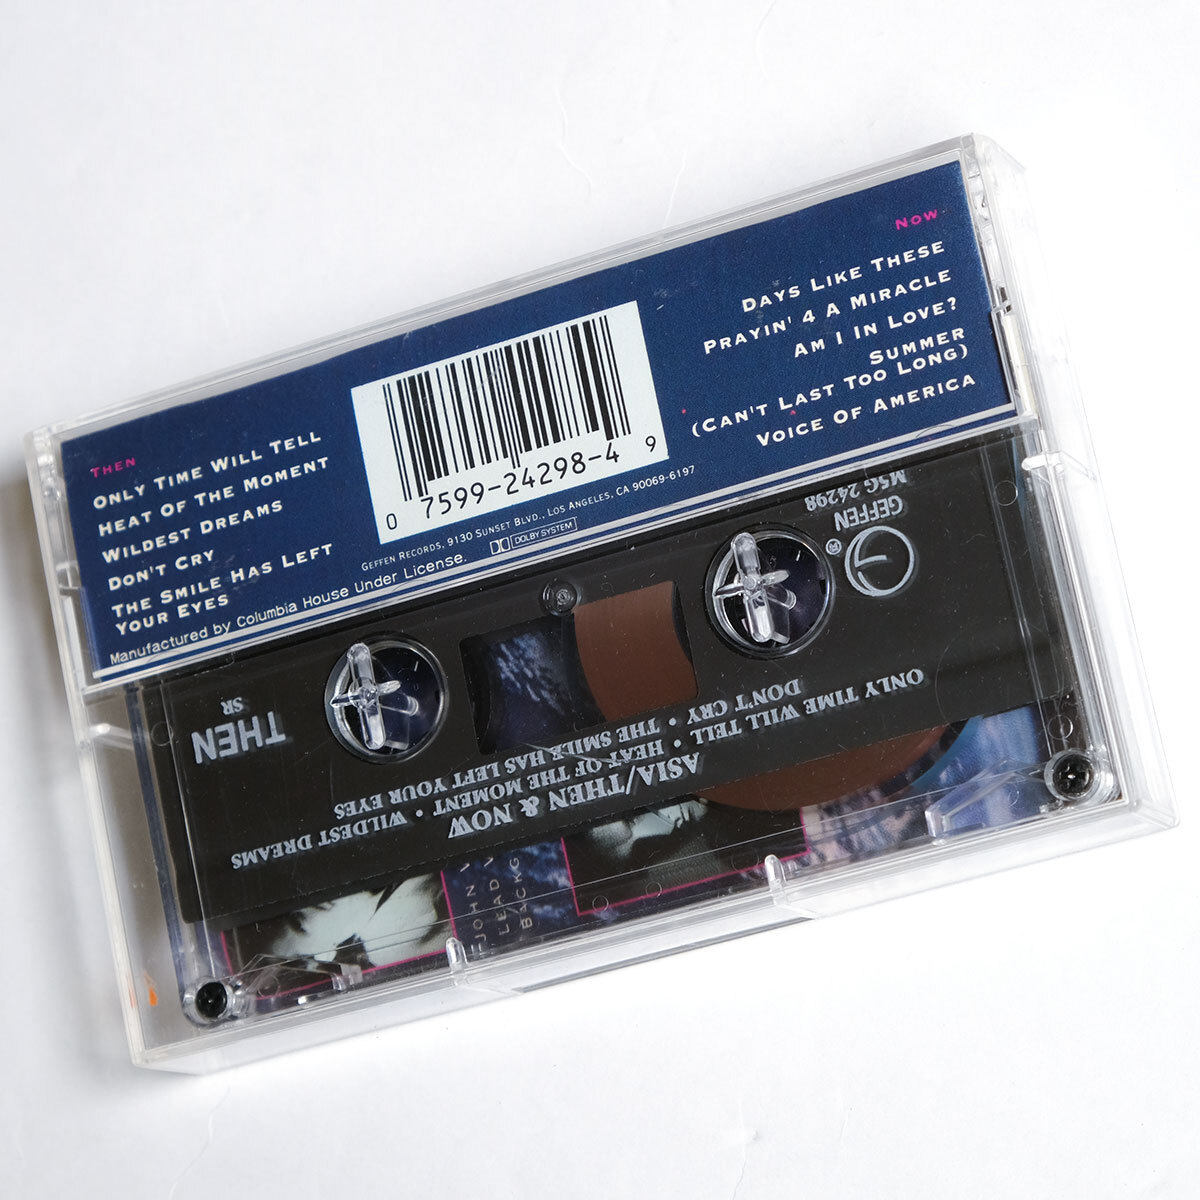 THEN
ONLY TIME WILL TELL
HEAT OF THE MOMENT
WILDEST DREAMS
DON'T CRY
THE SMILE HAS LEFT
YOUR EYES
0 7599-24298-4 9
NOW
DAYS LIKE THESE
PRAYIN' 4 A MIRACLE
AM I IN LOVE?
SUMMER
(CAN'T LAST TOO LONG)
VOICE OF AMERICA
GEFFEN RECORDS, 9130 SUNSET BLVD., LOS ANGELES, CA 90069-6197
DOLBY SYSTEM
Manufactured by Columbia House Under License.
GEFFEN
M5G 24298
®
THEN
SR
ASIA/THEN & NOW
ONLY TIME WILL TELL • HEAT OF THE MOMENT • WILDEST DREAMS
DON'T CRY • THE SMILE HAS LEFT YOUR EYES
JOHN
LEAD
BACKG